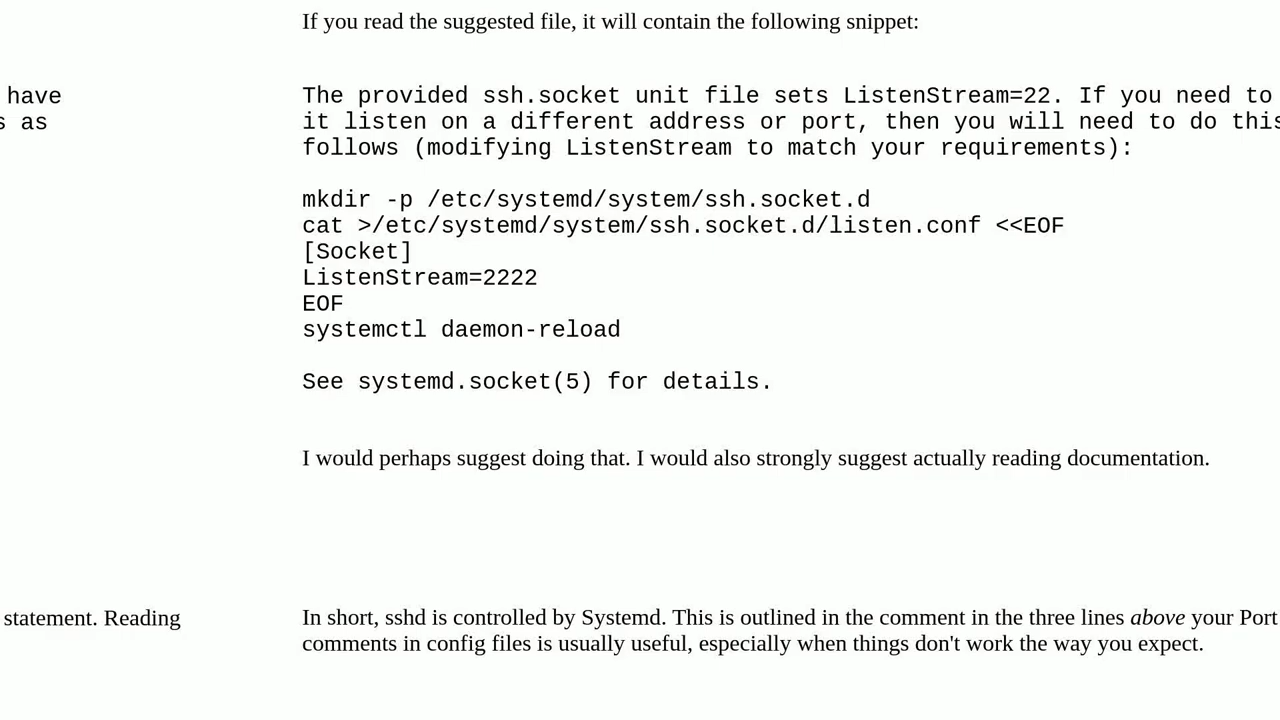 If you read the suggested file, it will contain the following snippet:
have
s as
The provided ssh.socket unit file sets ListenStream=22. If you need to
it listen on a different address or port, then you will need to do this
follows (modifying ListenStream to match your requirements):
mkdir -p /etc/systemd/system/ssh.socket.d
cat >/etc/systemd/system/ssh.socket.d/listen.conf <<EOF
[Socket]
ListenStream=2222
EOF
systemctl daemon-reload
See systemd.socket(5) for details.
I would perhaps suggest doing that. I would also strongly suggest actually reading documentation.
statement. Reading
In short, sshd is controlled by Systemd. This is outlined in the comment in the three lines above your Port
comments in config files is usually useful, especially when things don't work the way you expect.